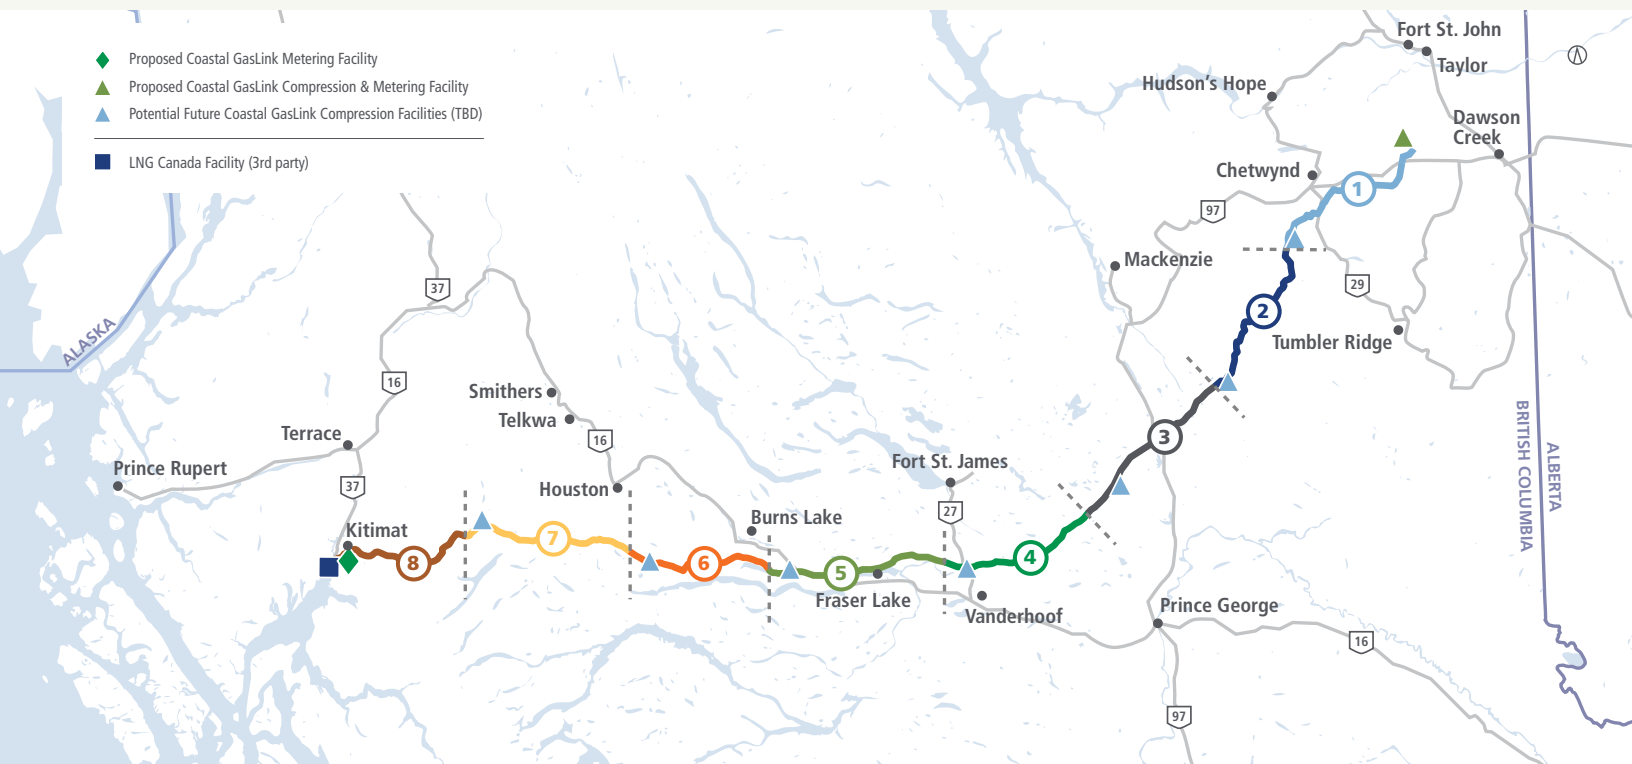 Proposed Coastal GasLink Metering Facility
Proposed Coastal GasLink Compression & Metering Facility
Potential Future Coastal GasLink Compression Facilities (TBD)
LNG Canada Facility (3rd party)
Fort St. John
Taylor
Hudson's Hope
Dawson
Creek
Chetwynd
1
97
Mackenzie
37
29
2
ALASKA
Tumbler Ridge
16
Smithers
Telkwa
BRITISH COLUMBIA
ALBERTA
Terrace
16
3
Prince Rupert
Fort St. James
37
Houston
27
Burns Lake
Kitimat
7
4
8
6
5
Fraser Lake
Vanderhoof
Prince George
16
97